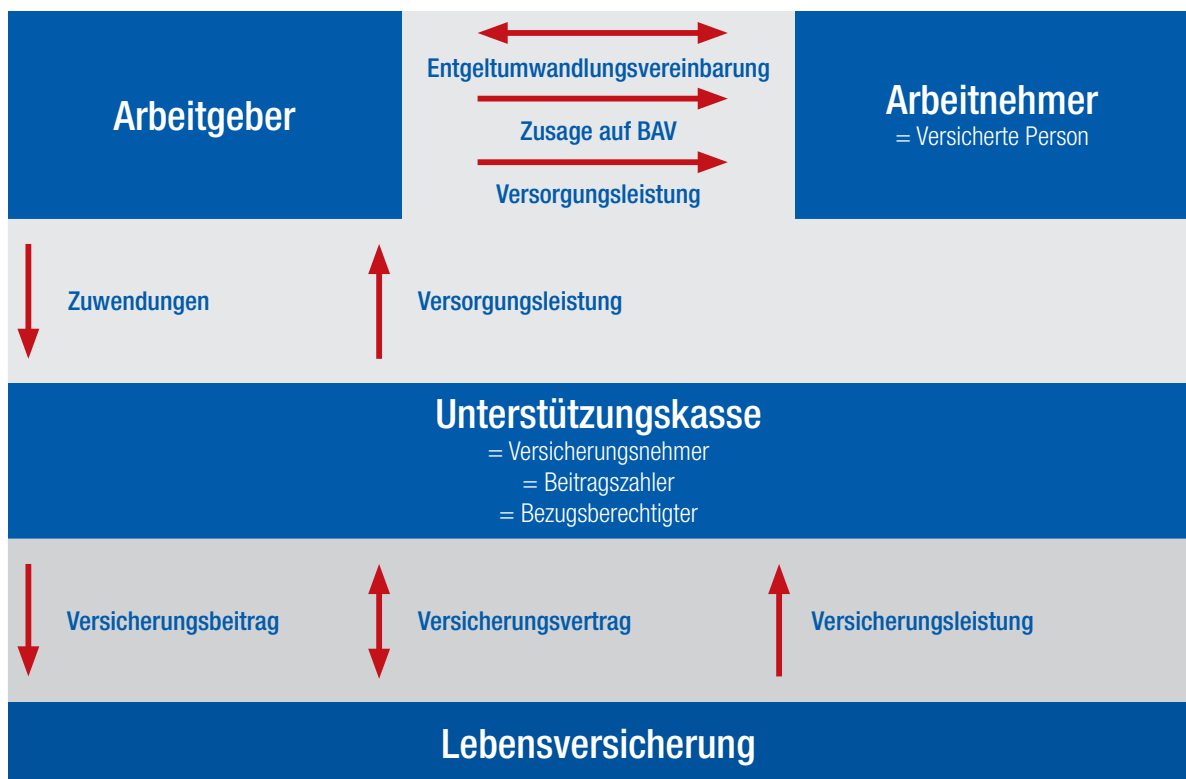 Arbeitgeber
Entgeltumwandlungsvereinbarung
Zusage auf BAV
Versorgungsleistung
Arbeitnehmer
= Versicherte Person
Zuwendungen
Versorgungsleistung
Unterstützungskasse
= Versicherungsnehmer
= Beitragszahler
= Bezugsberechtigter
Versicherungsbeitrag
Versicherungsvertrag
Versicherungsleistung
Lebensversicherung